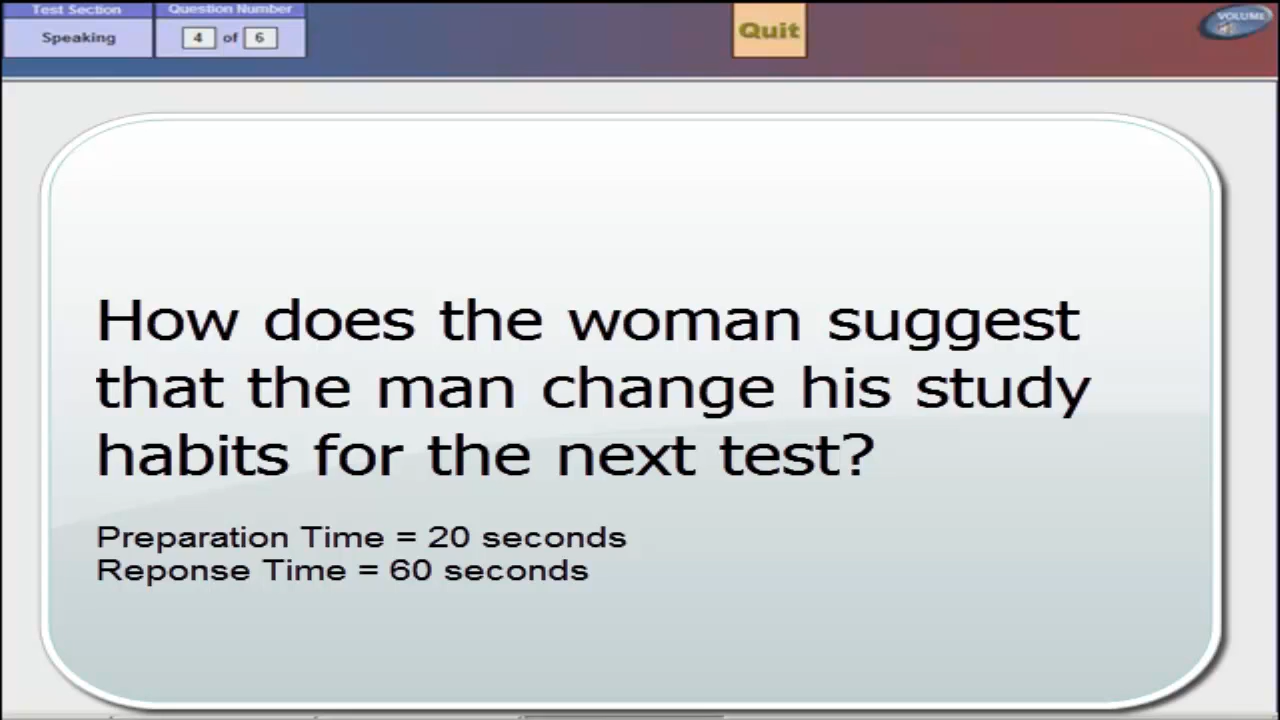 Test Section
Question Number
Speaking
4 of 6
Quit
VOLUME
How does the woman suggest
that the man change his study
habits for the next test?
Preparation Time = 20 seconds
Reponse Time = 60 seconds